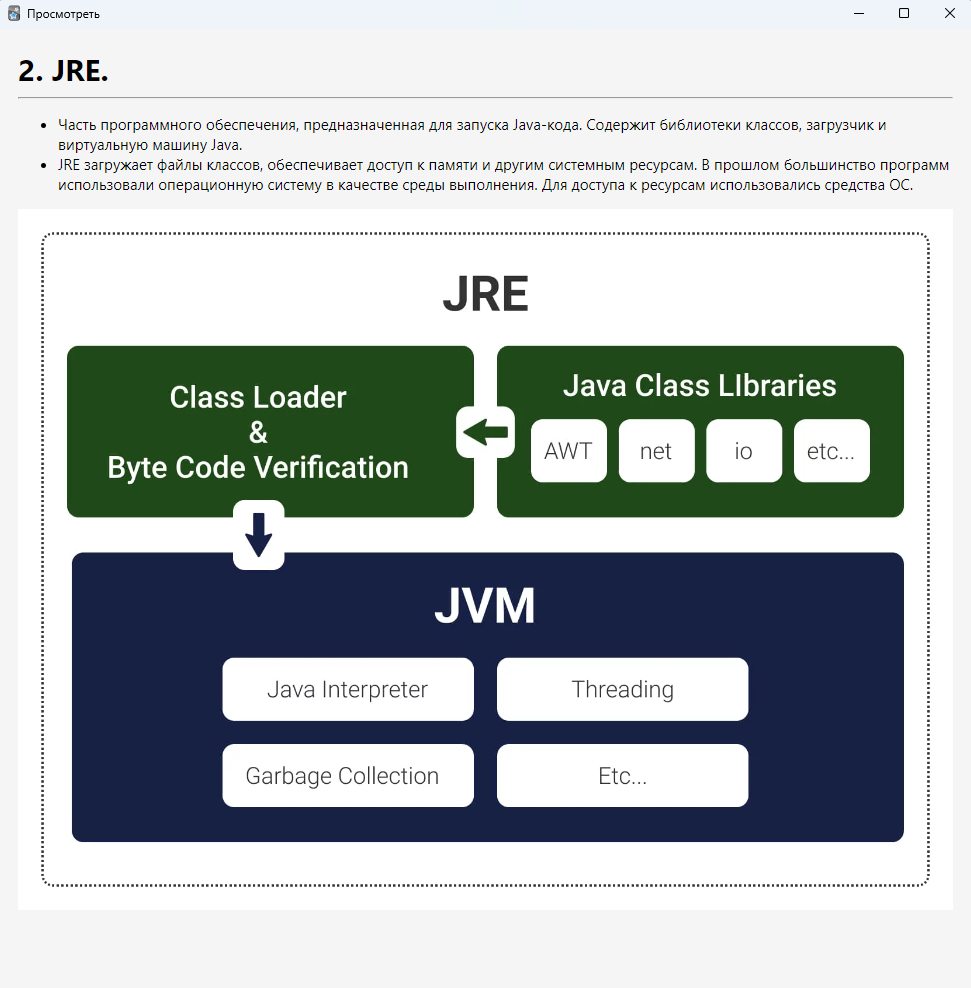 Просмотреть
2. JRE.
Часть программного обеспечения, предназначенная для запуска Java-кода. Содержит библиотеки классов, загрузчик и
виртуальную машину Java.
JRE загружает файлы классов, обеспечивает доступ к памяти и другим системным ресурсам. В прошлом большинство программ
использовали операционную систему в качестве среды выполнения. Для доступа к ресурсам использовались средства ОС.
JRE
Class Loader
&
Byte Code Verification
Java Class LIbraries
AWT net io etc...
JVM
Java Interpreter Threading
Garbage Collection Etc...